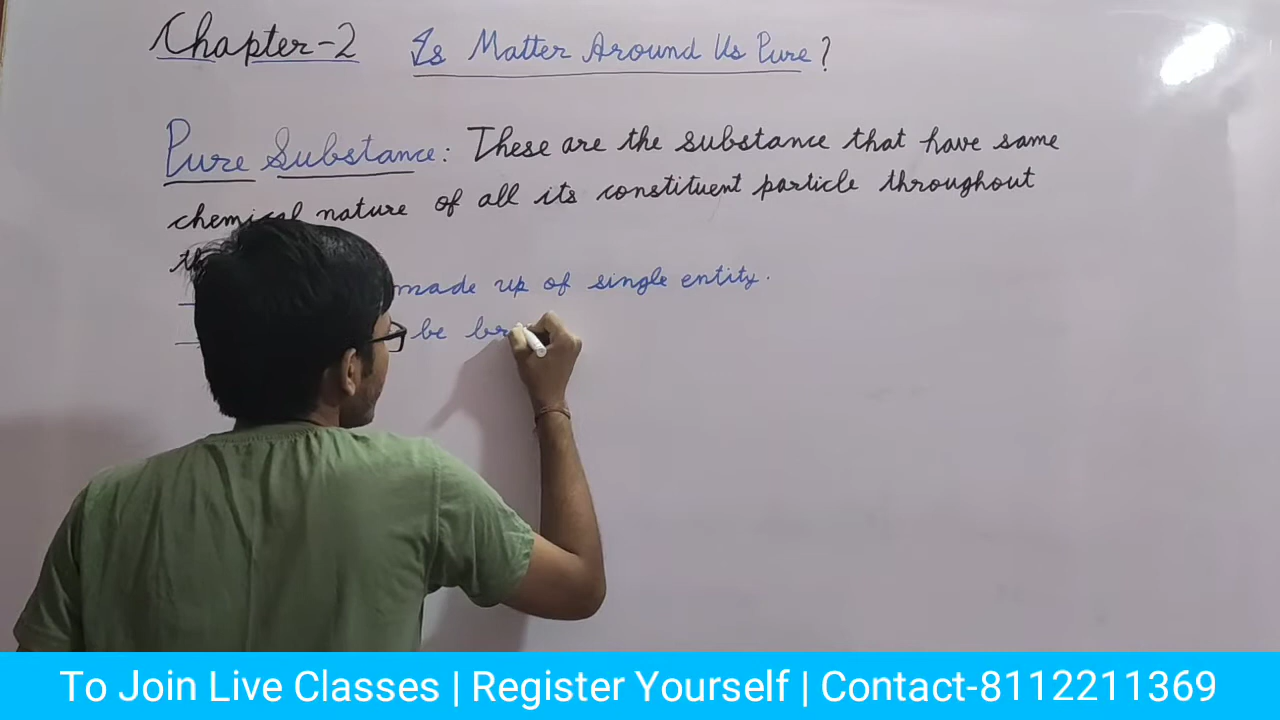 Chapter-2 Is Matter Around Us Pure?
Pure Substance: These are the substance that have same
chemical nature of all its constituent particle throughout
made up of single entity.
be
To Join Live Classes | Register Yourself | Contact-8112211369